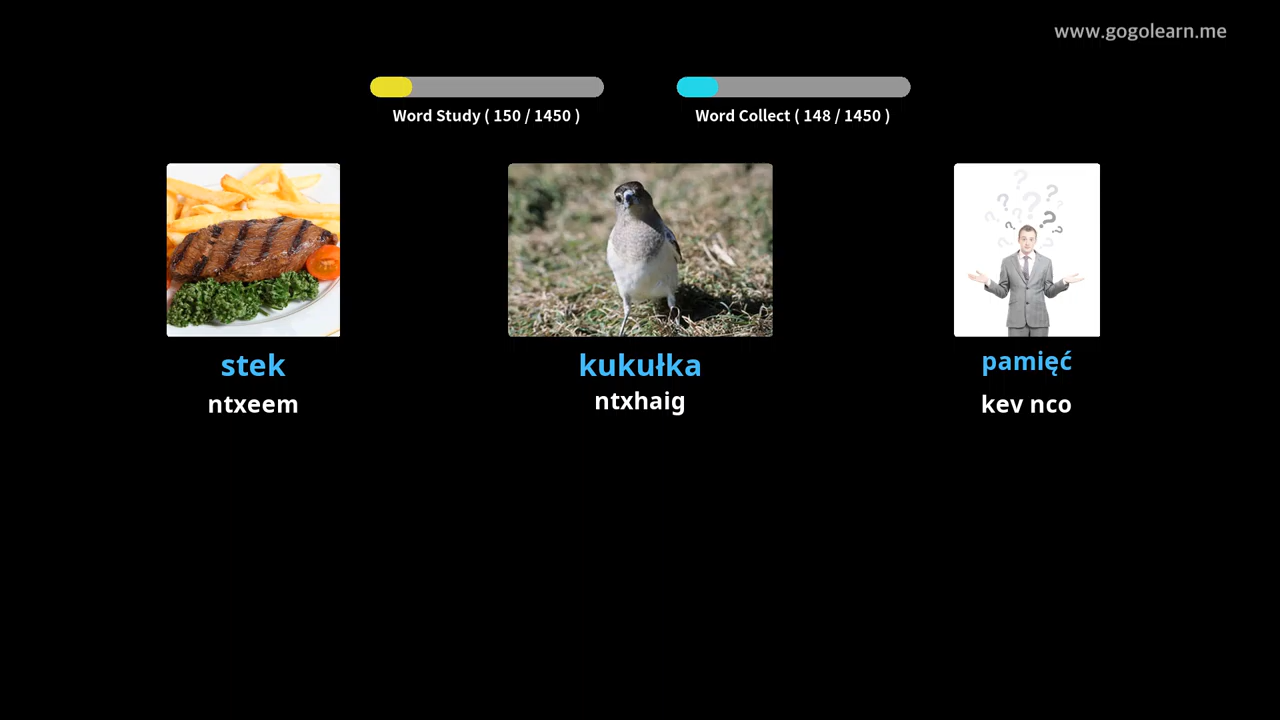 www.gogolearn.me
Word Study ( 150 / 1450 )
Word Collect ( 148 / 1450 )
stek
ntxeem
kukułka
ntxhaig
pamięć
kev nco